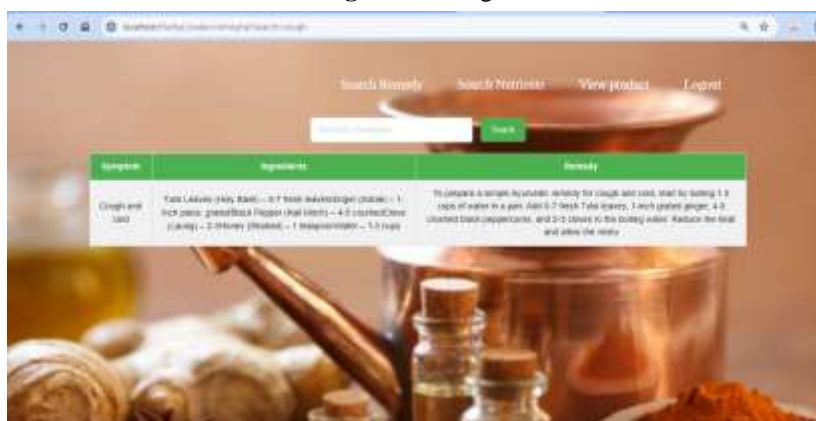 Search Remedy Search Nutrients View product Logout
Search
Symptom Ingredients Remedy
Cough and
cold
Tulsi Leaves (Holy Basil) – 5-7 fresh leavesGinger (Adrak) – 1-
inch piece, gratedBlack Pepper (Kali Mirch) – 4-5 crushedClove
(Laung) – 2-3Honey (Shahad) – 1 teaspoonWater – 1.5 cups
To prepare a simple Ayurvedic remedy for cough and cold, start by boiling 1.5
cups of water in a pan. Add 5-7 fresh Tulsi leaves, 1-inch grated ginger, 4-5
crushed black peppercorns, and 2-3 cloves to the boiling water. Reduce the heat
and allow the mixtu